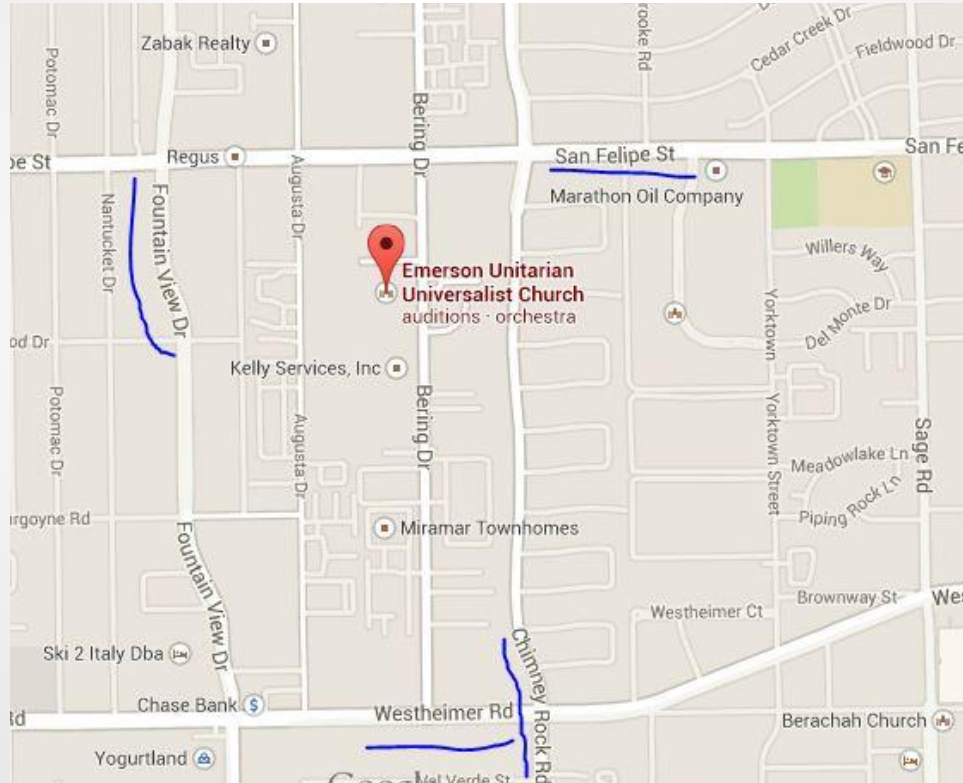 Zabak Realty
Potomac Dr
Bering Dr
ooke Rd
Cedar Creek Dr
Fieldwood Dr
pe St
Regus
San Felipe St
San Fe
Marathon Oil Company
Augusta Dr
Nantucket Dr
Fountain View Dr
Willers Way
Emerson Unitarian
Universalist Church
auditions · orchestra
Yorktown
Del Monte Dr
od Dr
Kelly Services, Inc
Potomac Dr
Augusta Dr
Bering Dr
Yorktown Street
Sage Rd
Meadowlake Ln
Piping Rock Ln
rgoyne Rd
Miramar Townhomes
Fountain View Dr
Westheimer Ct
Brownway St
Wes
Chimney Rock Rd
Ski 2 Italy Dba
Chase Bank
$
Rd
Westheimer Rd
Berachah Church
Yogurtland
Val Verde St